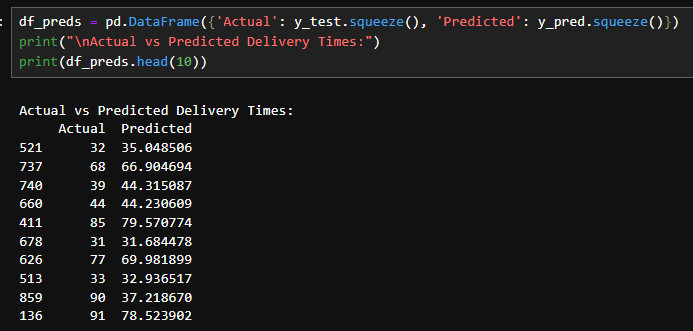 : df_preds = pd.DataFrame({'Actual': y_test.squeeze(), 'Predicted': y_pred.squeeze()})
print("\nActual vs Predicted Delivery Times:")
print(df_preds.head(10))
Actual vs Predicted Delivery Times:
Actual Predicted
521 32 35.048506
737 68 66.904694
740 39 44.315087
660 44 44.230609
411 85 79.570774
678 31 31.684478
626 77 69.981899
513 33 32.936517
859 90 37.218670
136 91 78.523902